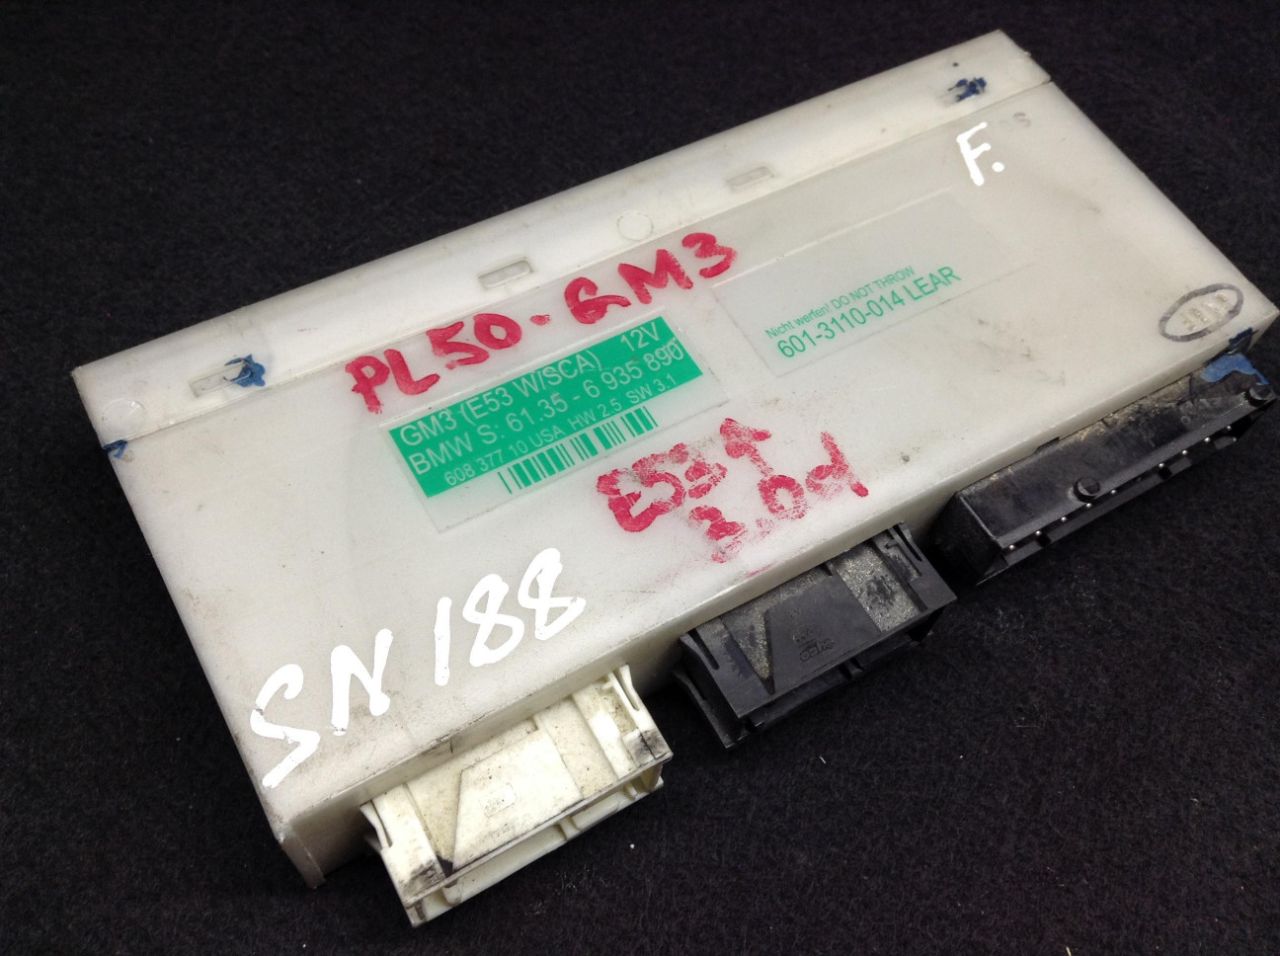 F.
PL50-GM3
GM3 (E53 W/SCA) 12V
BMW S: 61.35 - 6 935 890
608 377 10 USA HW 2.5 SW 3.1
Nicht werfen! DO NOT THROW
601-3110-014 LEAR
3.0d
SN 188